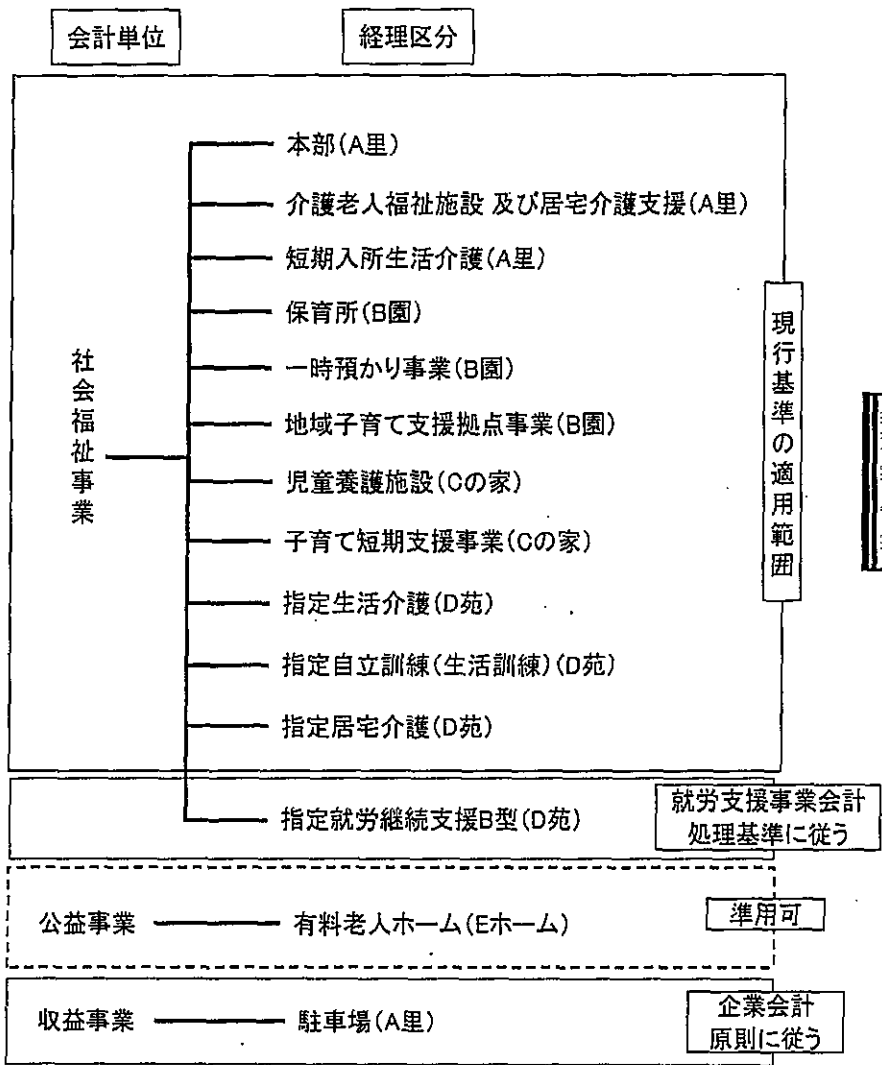 会計単位
経理区分
社会福祉事業
本部(A里)
介護老人福祉施設 及び居宅介護支援(A里)
短期入所生活介護(A里)
保育所(B園)
一時預かり事業(B園)
地域子育て支援拠点事業(B園)
児童養護施設(Cの家)
子育て短期支援事業(Cの家)
指定生活介護(D苑)
指定自立訓練(生活訓練)(D苑)
指定居宅介護(D苑)
現行基準の適用範囲
指定就労継続支援B型(D苑)
就労支援事業会計
処理基準に従う
公益事業
有料老人ホーム(Eホーム)
準用可
収益事業
駐車場(A里)
企業会計
原則に従う